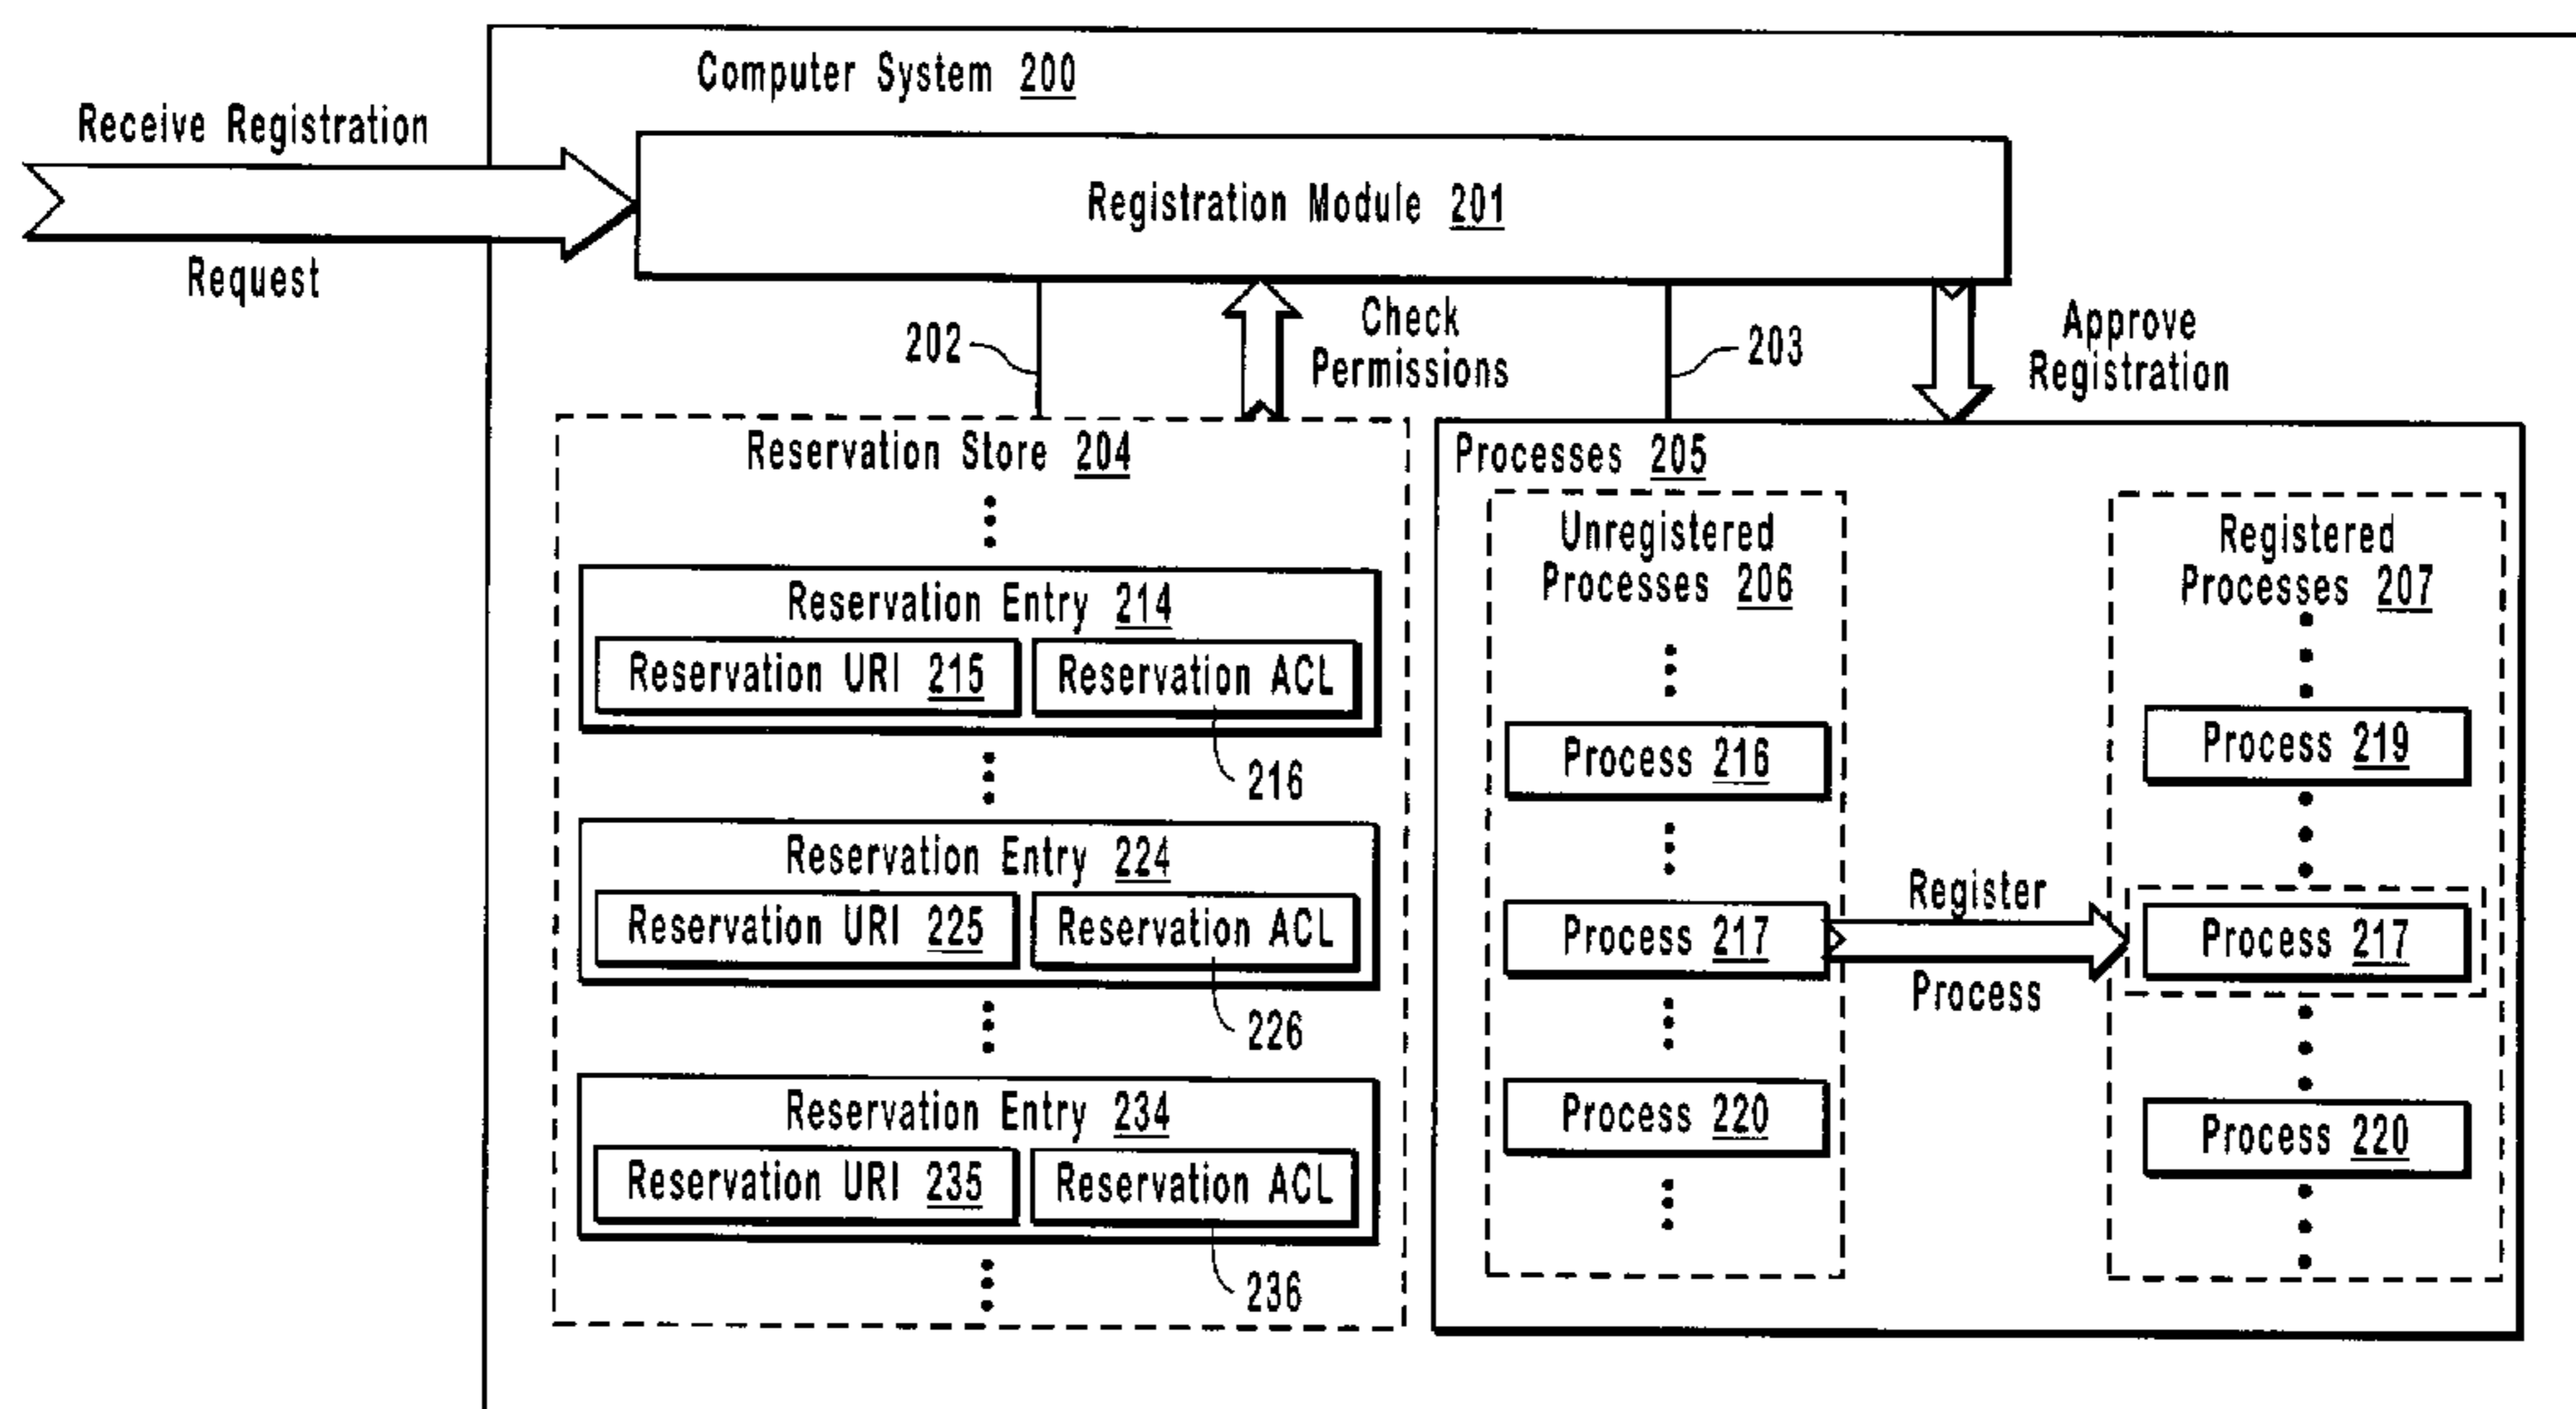 Computer System 200
Receive Registration
Request
Registration Module 201
202
Check
Permissions
203
Approve
Registration
Reservation Store 204
Reservation Entry 214
Reservation URI 215
Reservation ACL
216
Reservation Entry 224
Reservation URI 225
Reservation ACL
226
Reservation Entry 234
Reservation URI 235
Reservation ACL
236
Processes 205
Unregistered
Processes 206
Process 216
Process 217
Process 220
Register
Process
Registered
Processes 207
Process 219
Process 217
Process 220